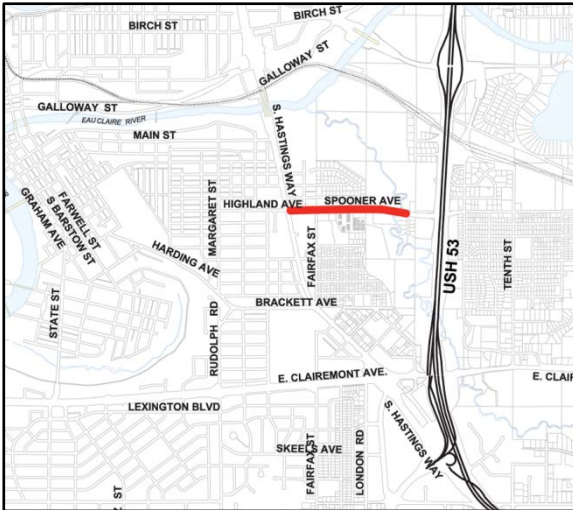 BIRCH ST
BIRCH ST
GALLOWAY ST
GALLOWAY ST
EAU CLAIRE RIVER
MAIN ST
S. HASTINGS WAY
HIGHLAND AVE
SPOONER AVE
MARGARET ST
FARWELL ST
S BARSTOW ST
GRAHAM AVE
HARDING AVE
FAIRFAX ST
USH 53
TENTH ST
STATE ST
RUDOLPH RD
BRACKETT AVE
E. CLAIREMONT AVE.
E. CLAI
LEXINGTON BLVD
S. HASTINGS WAY
SKEELS AVE
FAIRFAX ST
LONDON RD
ST